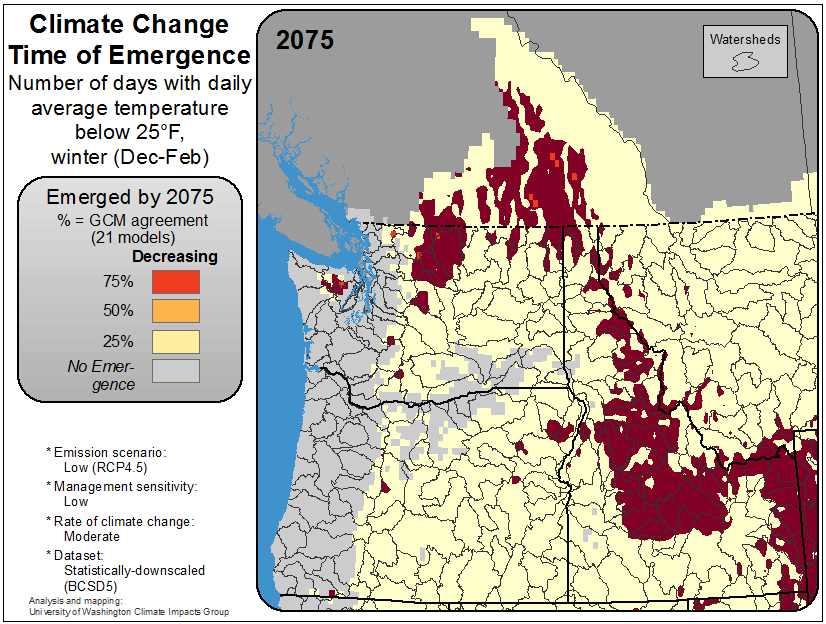 Climate Change
Time of Emergence
Number of days with daily
average temperature
below 25°F,
winter (Dec-Feb)
Emerged by 2075
% = GCM agreement
(21 models)
Decreasing
75%
50%
25%
No Emer-
gence
* Emission scenario:
Low (RCP4.5)
* Management sensitivity:
Low
* Rate of climate change:
Moderate
* Dataset:
Statistically-downscaled
(BCSD5)
Analysis and mapping:
University of Washington Climate Impacts Group
2075
Watersheds